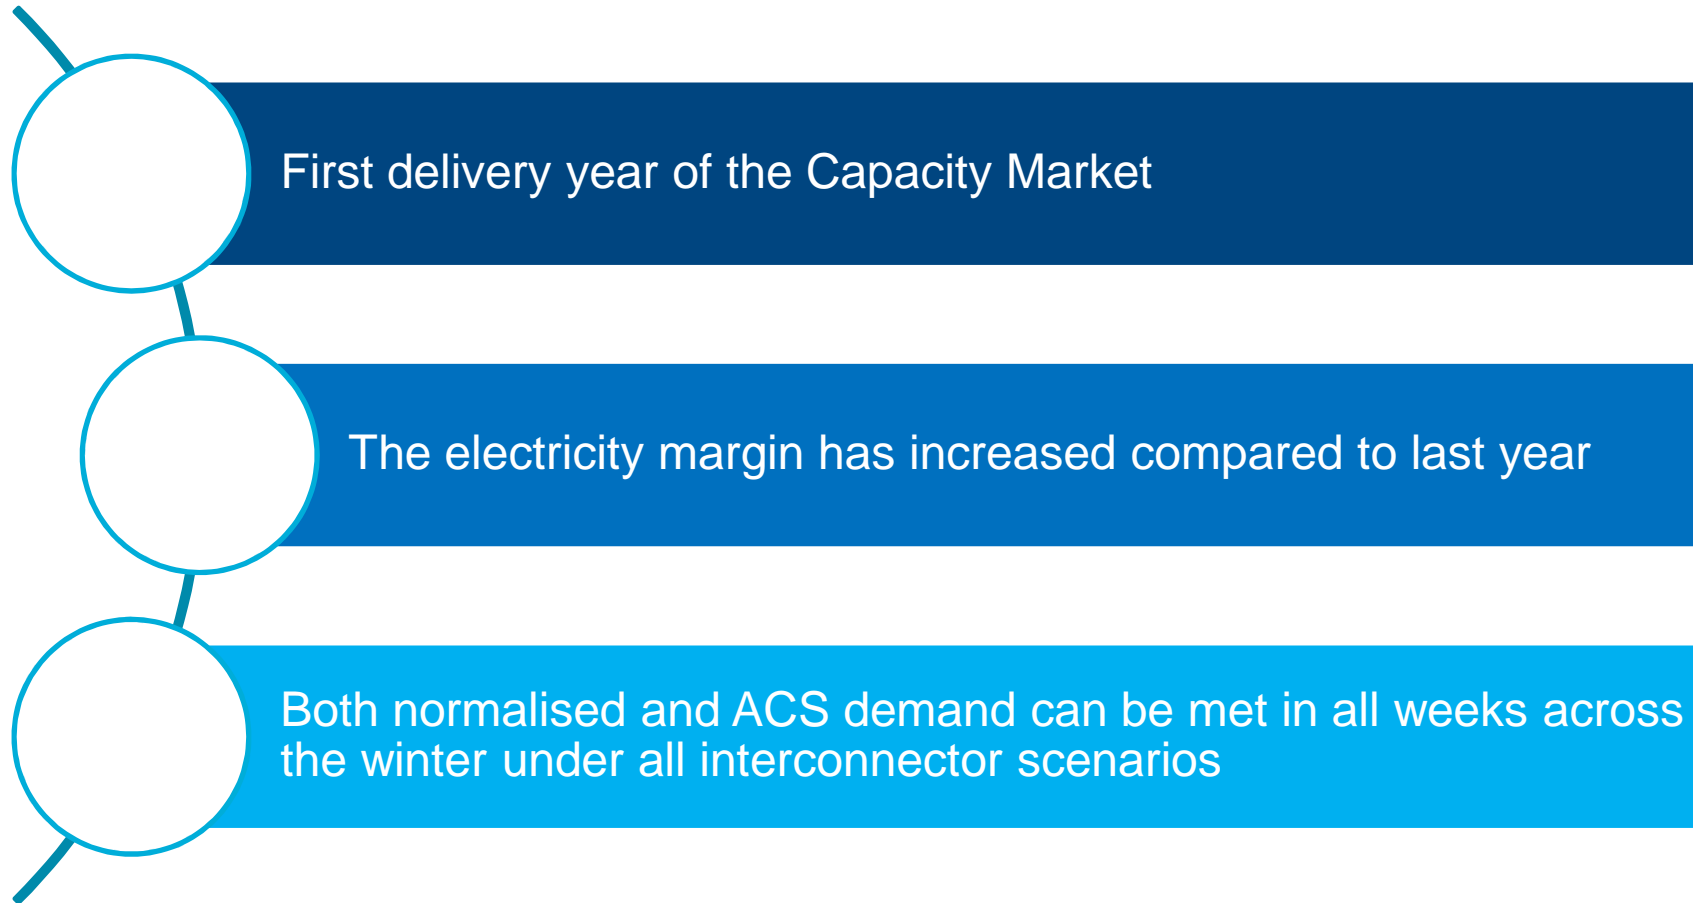 First delivery year of the Capacity Market
The electricity margin has increased compared to last year
Both normalised and ACS demand can be met in all weeks across
the winter under all interconnector scenarios